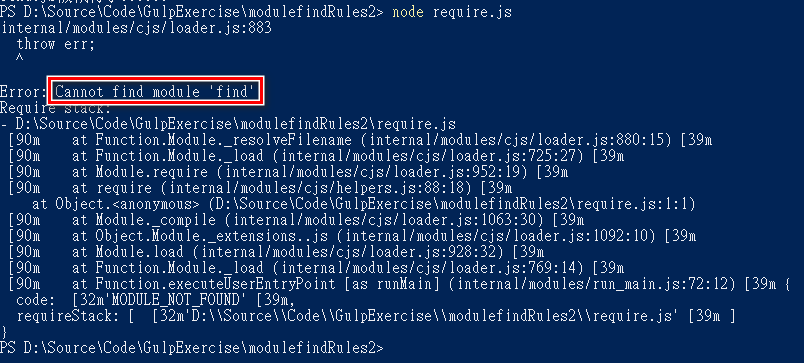 PS D:\Source\Code\GulpExercise\modulefindRules2> node require.js
internal/modules/cjs/loader.js:883
  throw err;
  ^
Error: Cannot find module 'find'
Require stack:
- D:\Source\Code\GulpExercise\modulefindRules2\require.js
[90m    at Function.Module._resolveFilename (internal/modules/cjs/loader.js:880:15) [39m
[90m    at Function.Module._load (internal/modules/cjs/loader.js:725:27) [39m
[90m    at Module.require (internal/modules/cjs/loader.js:952:19) [39m
[90m    at require (internal/modules/cjs/helpers.js:88:18) [39m
    at Object.<anonymous> (D:\Source\Code\GulpExercise\modulefindRules2\require.js:1:1)
[90m    at Module._compile (internal/modules/cjs/loader.js:1063:30) [39m
[90m    at Object.Module._extensions..js (internal/modules/cjs/loader.js:1092:10) [39m
[90m    at Module.load (internal/modules/cjs/loader.js:928:32) [39m
[90m    at Function.Module._load (internal/modules/cjs/loader.js:769:14) [39m
[90m    at Function.executeUserEntryPoint [as runMain] (internal/modules/run_main.js:72:12) [39m {
  code:  [32m'MODULE_NOT_FOUND' [39m,
  requireStack: [  [32m'D:\\Source\\Code\\GulpExercise\\modulefindRules2\\require.js' [39m ]
}
PS D:\Source\Code\GulpExercise\modulefindRules2>